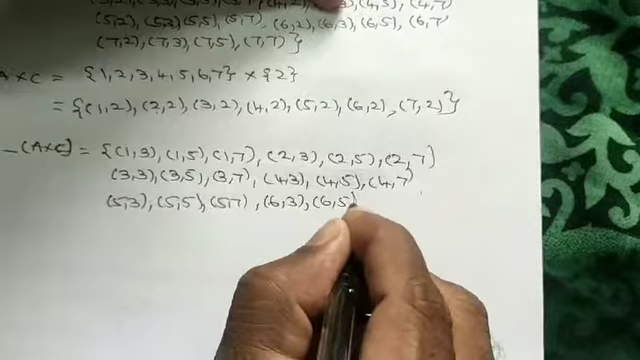 (4,5), (4,7)
(5,2), (5,3) (5,5), (5,7), (6,2), (6,3) (6,5), (6,7)
(7,2), (7,3), (7,5), (7,7)}
A×C = {1,2,3,4,5,6,7} × {2}
= {(1,2), (2,2), (3,2), (4,2), (5,2), (6,2), (7,2)}
-(A×C) = {(1,3), (1,5), (1,7), (2,3), (2,5), (2,7)
(3,3), (3,5), (3,7), (4,3), (4,5), (4,7)
(5,3), (5,5), (5,7), (6,3), (6,5)